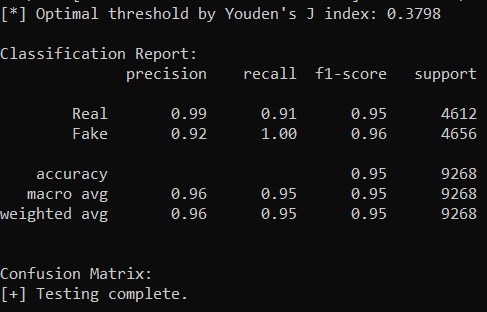 [*] Optimal threshold by Youden's J index: 0.3798
Classification Report:
precision recall f1-score support
Real 0.99 0.91 0.95 4612
Fake 0.92 1.00 0.96 4656
accuracy 0.95 9268
macro avg 0.96 0.95 0.95 9268
weighted avg 0.96 0.95 0.95 9268
Confusion Matrix:
[+] Testing complete.